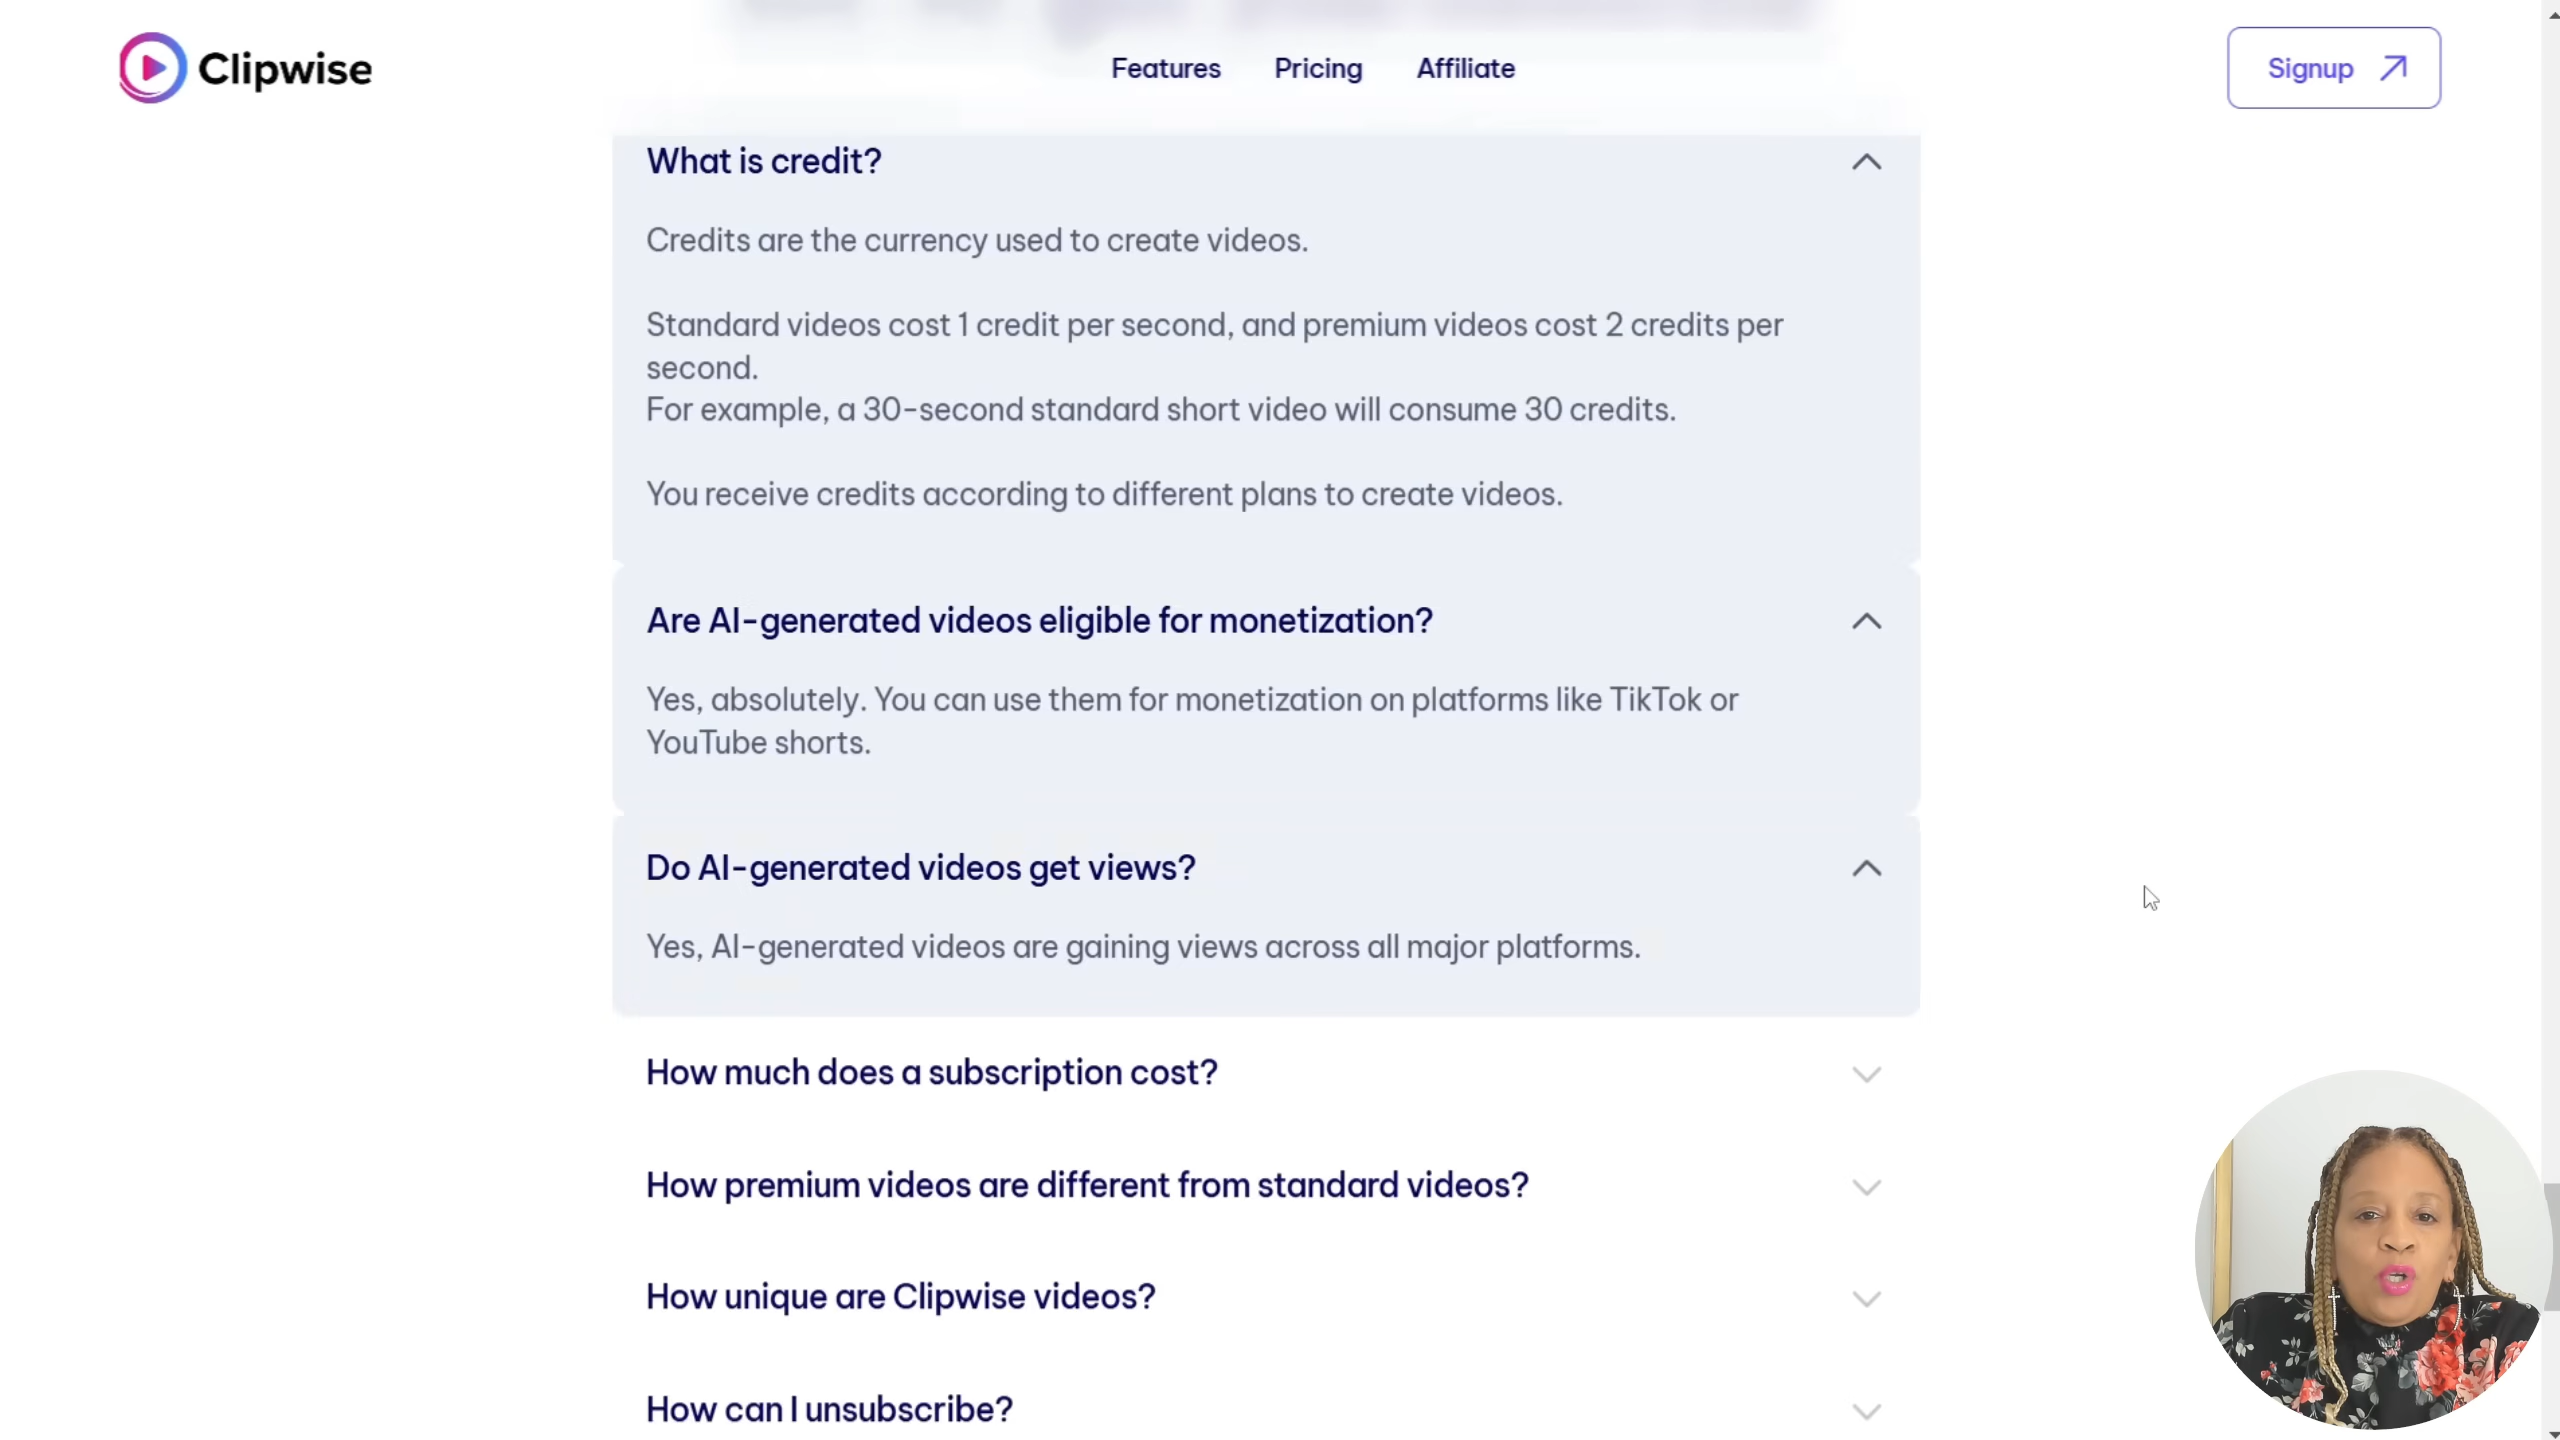 Clipwise
Features
Pricing
Affiliate
Signup
What is credit?
Credits are the currency used to create videos.
Standard videos cost 1 credit per second, and premium videos cost 2 credits per
second.
For example, a 30-second standard short video will consume 30 credits.
You receive credits according to different plans to create videos.
Are AI-generated videos eligible for monetization?
Yes, absolutely. You can use them for monetization on platforms like TikTok or
YouTube shorts.
Do AI-generated videos get views?
Yes, AI-generated videos are gaining views across all major platforms.
How much does a subscription cost?
How premium videos are different from standard videos?
How unique are Clipwise videos?
How can I unsubscribe?